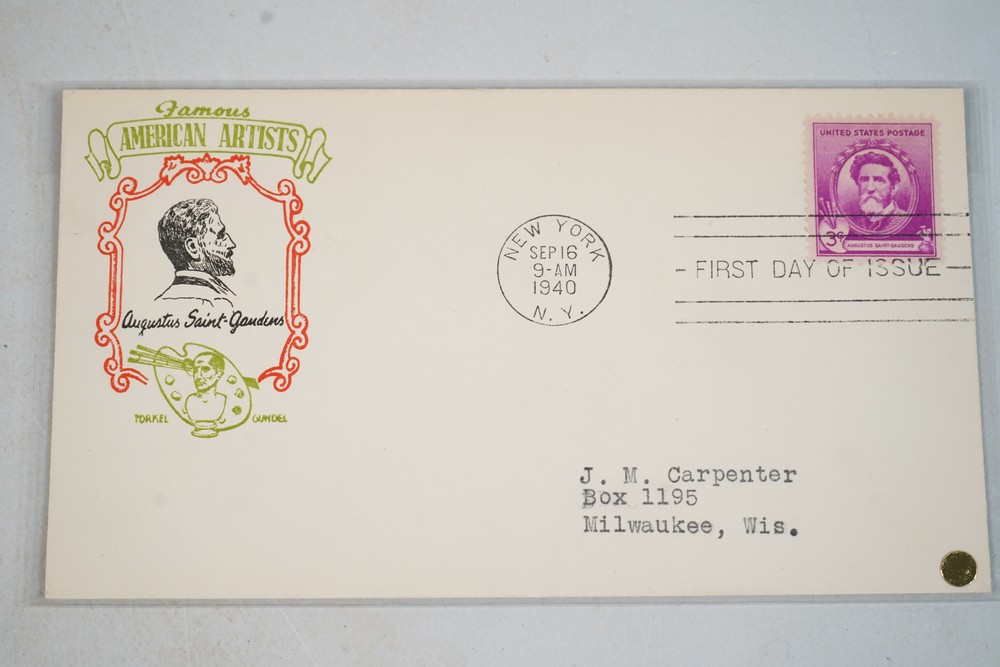 Famous
AMERICAN ARTISTS
Augustus Saint-Gaudens
TORKEL GUNDEL
NEW YORK
SEP 16
9-AM
1940
N. Y.
UNITED STATES POSTAGE
3¢
AUGUSTUS SAINT-GAUDENS
FIRST DAY OF ISSUE
J. M. Carpenter
Box 1195
Milwaukee, Wis.